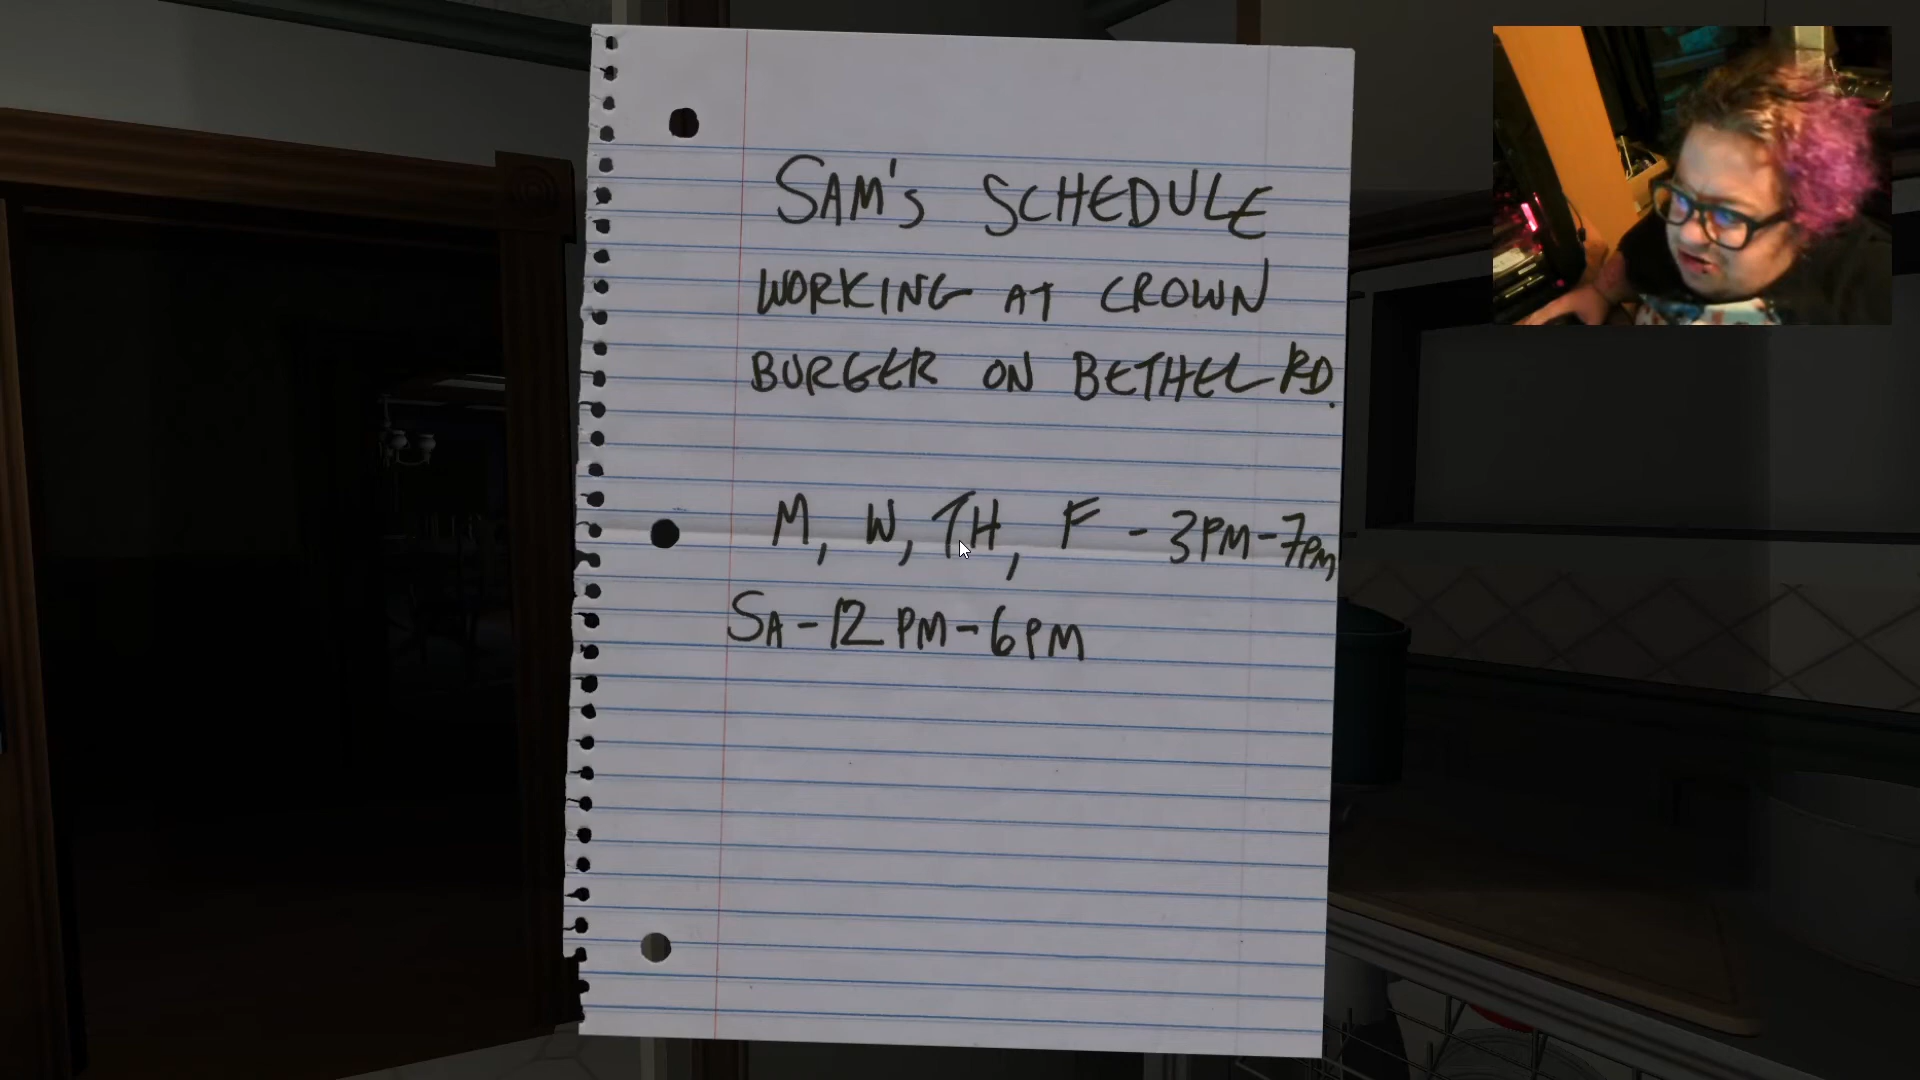 SAM'S SCHEDULE
WORKING AT CROWN
BURGER ON BETHEL RD.
M, W, TH, F - 3PM-7PM
SA-12 PM-6PM